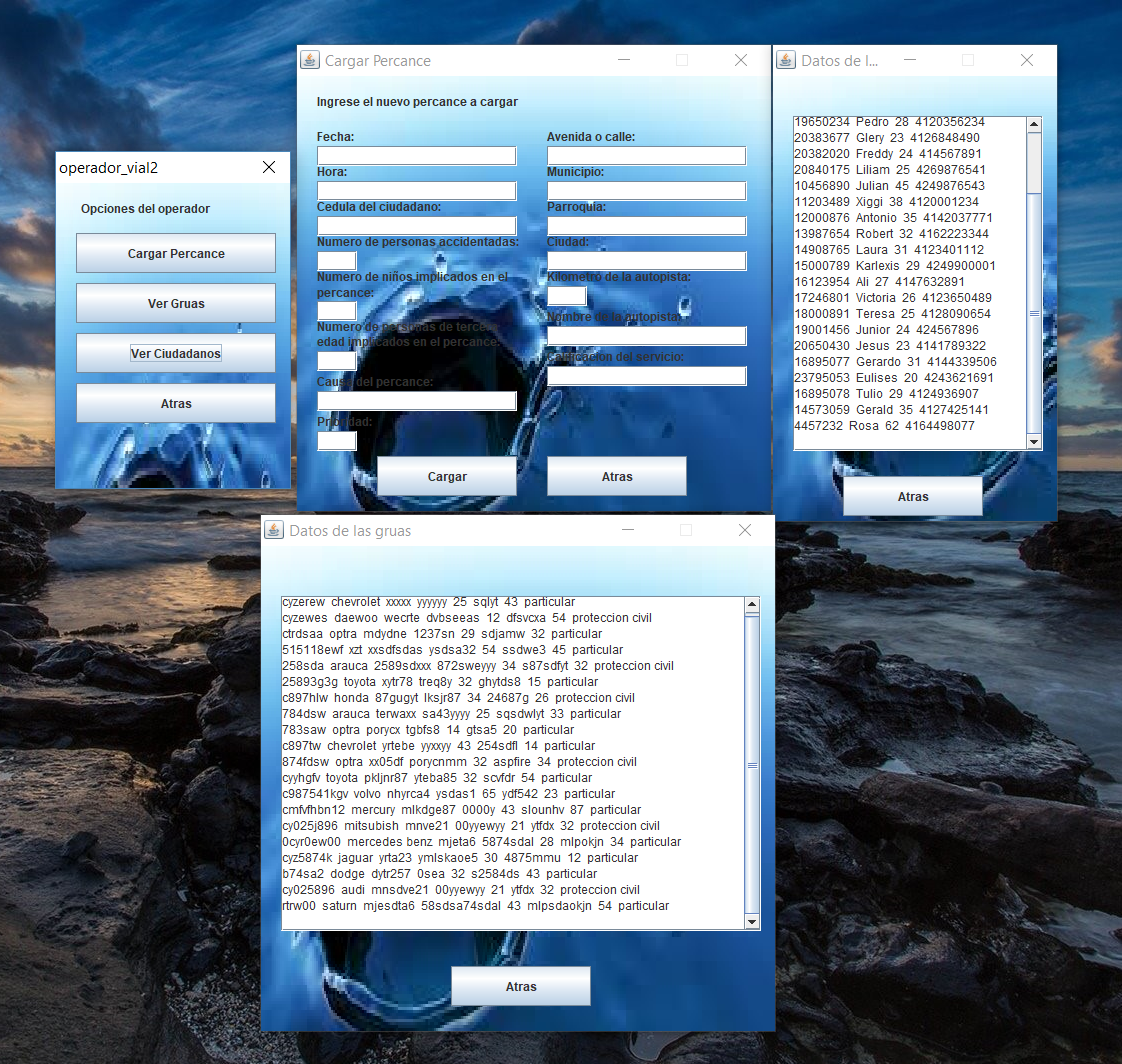 operador_vial2
Opciones del operador
Cargar Percance
Ver Gruas
Ver Ciudadanos
Atras
Cargar Percance
Ingrese el nuevo percance a cargar
Fecha:
Hora:
Cedula del ciudadano:
Numero de personas accidentadas:
Numero de niños implicados en el
percance:
Numero de personas de tercera
edad implicados en el percance:
Causa del percance:
Prioridad:
Avenida o calle:
Municipio:
Parroquia:
Ciudad:
Kilometro de la autopista:
Nombre de la autopista:
Calificacion del servicio:
Cargar
Atras
Datos de l...
19650234 Pedro 28 4120356234
20383677 Glery 23 4126848490
20382020 Freddy 24 414567891
20840175 Liliam 25 4269876541
10456890 Julian 45 4249876543
11203489 Xiggi 38 4120001234
12000876 Antonio 35 4142037771
13987654 Robert 32 4162223344
14908765 Laura 31 4123401112
15000789 Karlexis 29 4249900001
16123954 Ali 27 4147632891
17246801 Victoria 26 4123650489
18000891 Teresa 25 4128090654
19001456 Junior 24 424567896
20650430 Jesus 23 4141789322
16895077 Gerardo 31 4144339506
23795053 Eulises 20 4243621691
16895078 Tulio 29 4124936907
14573059 Gerald 35 4127425141
4457232 Rosa 62 4164498077
Atras
Datos de las gruas
cyzerew chevrolet xxxxx yyyyyy 25 sqlyt 43 particular
cyzewes daewoo wecrte dvbseeas 12 dfsvcxa 54 proteccion civil
ctrdsaa optra mdydne 1237sn 29 sdjamw 32 particular
515118ewf xzt xxsdfsdas ysdsa32 54 ssdwe3 45 particular
258sda arauca 2589sdxxx 872sweyyy 34 s87sdfyt 32 proteccion civil
25893g3g toyota xytr78 treq8y 32 ghytds8 15 particular
c897hlw honda 87gugyt lksjr87 34 24687g 26 proteccion civil
784dsw arauca terwaxx sa43yyyy 25 sqsdwlyt 33 particular
783saw optra porycx tgbfs8 14 gtsa5 20 particular
c897tw chevrolet yrtebe yyxxyy 43 254sdfl 14 particular
874fdsw optra xx05df porycnmm 32 aspfire 34 proteccion civil
cyyhgfv toyota pkljnr87 yteba85 32 scvfdr 54 particular
c987541kgv volvo nhyrca4 ysdas1 65 ydf542 23 particular
cmfvfhbn12 mercury mlkdge87 0000y 43 slounhv 87 particular
cy025j896 mitsubish mnve21 00yyewyy 21 ytfdx 32 proteccion civil
0cyr0ew00 mercedes benz mjeta6 5874sdal 28 mlpokjn 34 particular
cyz5874k jaguar yrta23 ymlskaoe5 30 4875mmu 12 particular
b74sa2 dodge dytr257 0sea 32 s2584ds 43 particular
cy025896 audi mnsdve21 00yyewyy 21 ytfdx 32 proteccion civil
rtrw00 saturn mjesdta6 58sdsa74sdal 43 mlpsdaokjn 54 particular
Atras